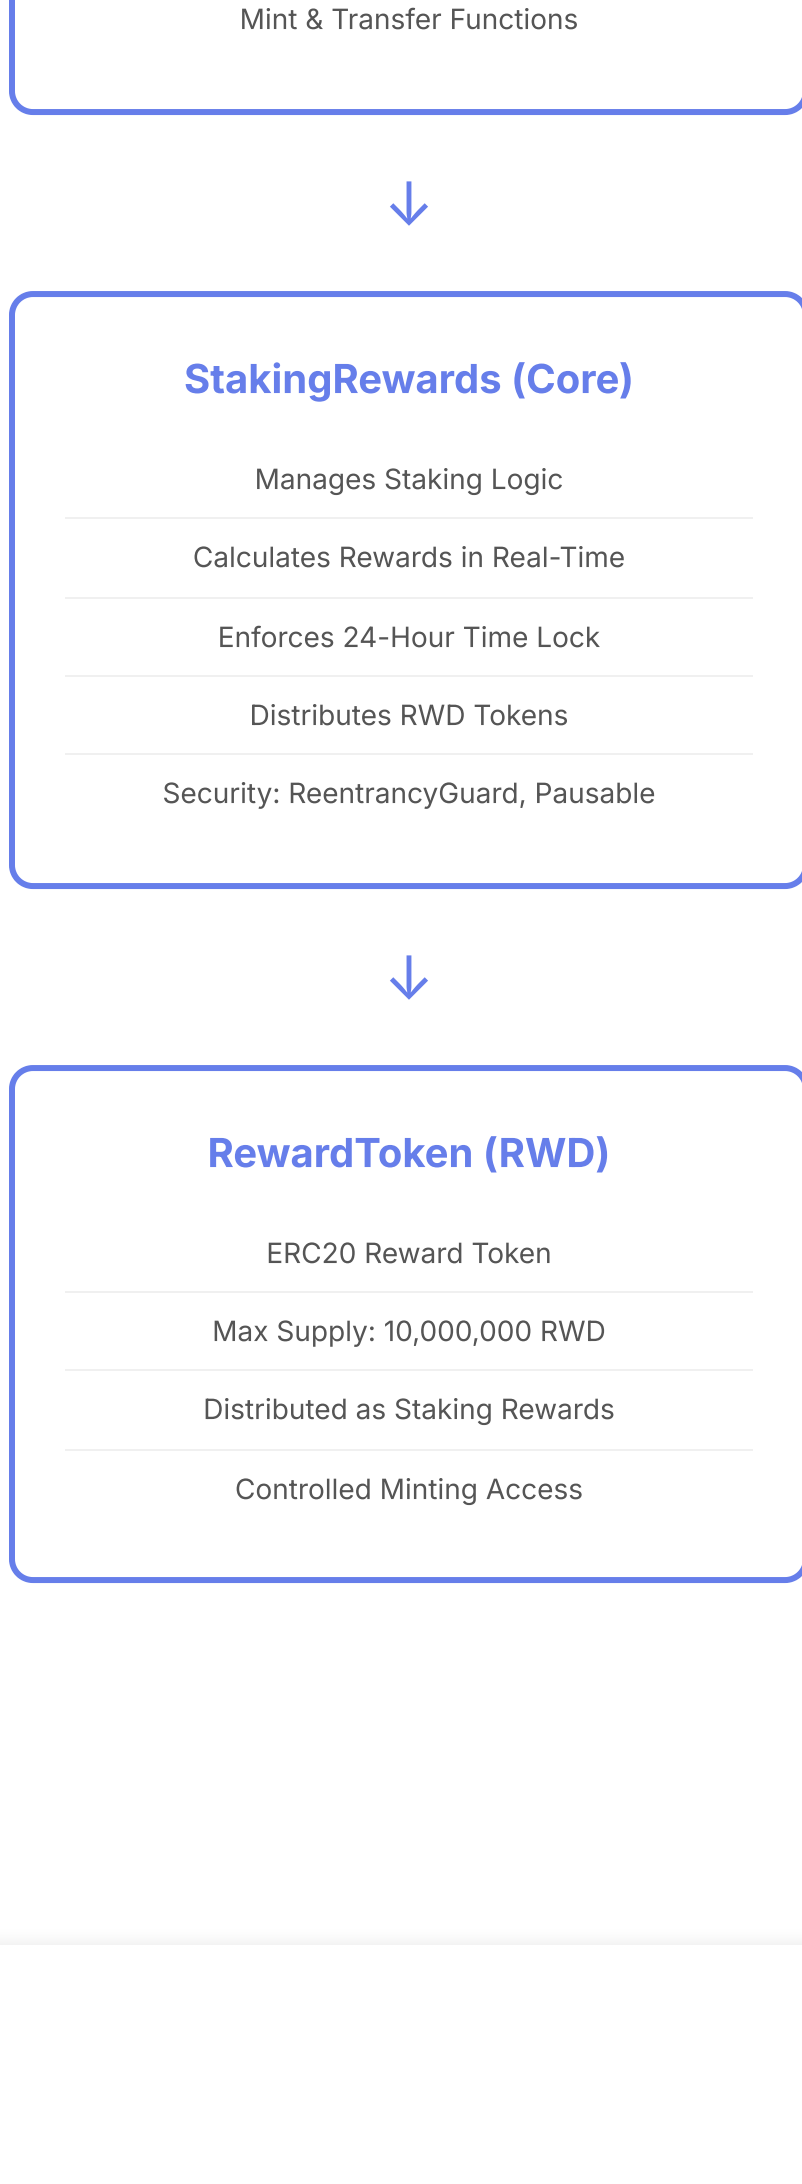 Mint & Transfer Functions
StakingRewards (Core)
Manages Staking Logic
Calculates Rewards in Real-Time
Enforces 24-Hour Time Lock
Distributes RWD Tokens
Security: ReentrancyGuard, Pausable
RewardToken (RWD)
ERC20 Reward Token
Max Supply: 10,000,000 RWD
Distributed as Staking Rewards
Controlled Minting Access